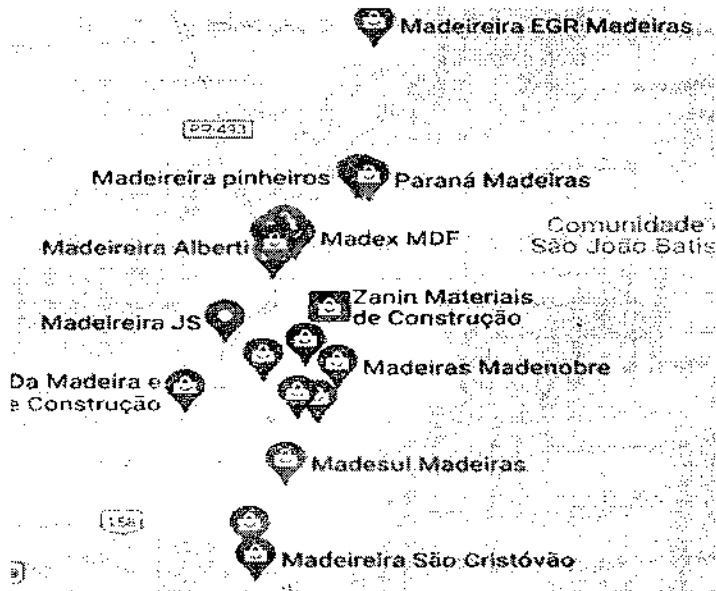 Madeireira EGR Madeiras
PR-493
Madeireira pinheiros
Paraná Madeiras
Comunidade
São João Batis
Madeireira Alberti
Madex MDF
Zanin Materiais
de Construção
Madeireira JS
Madeiras Madenobre
Da Madeira e
e Construção
Madesul Madeiras
158
Madeireira São Cristóvão